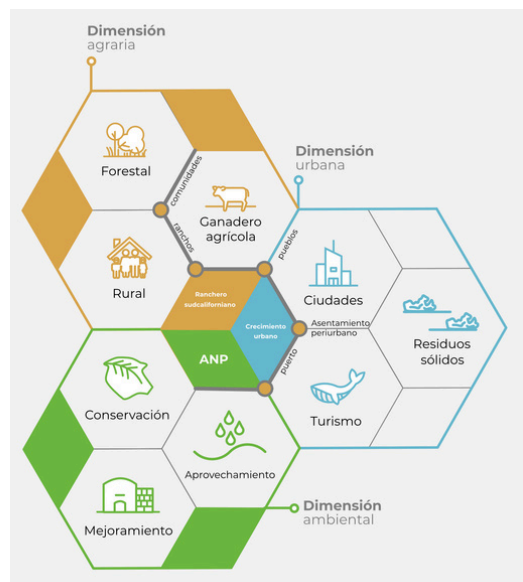 Dimensión
agraria
Forestal
comunidades
Dimensión
urbana
Ganadero
agrícola
ranchos
pueblos
Rural
Ranchero
sudcaliforniano
Ciudades
Crecimiento
urbano
Asentamiento
periurbano
Residuos
sólidos
ANP
puerto
Conservación
Turismo
Aprovechamiento
Mejoramiento
Dimensión
ambiental